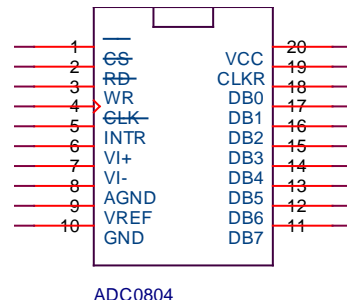 1 20
CS VCC
2 19
RD CLKR
3 18
WR DB0
4 17
CLK DB1
5 16
INTR DB2
6 15
VI+ DB3
7 14
VI- DB4
8 13
AGND DB5
9 12
VREF DB6
10 11
GND DB7
ADC0804